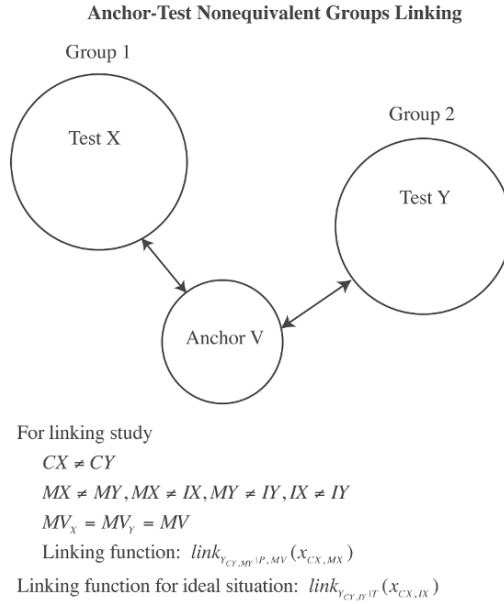 Anchor-Test Nonequivalent Groups Linking
Group 1
Test X
Group 2
Test Y
Anchor V
For linking study
CX ≠ CY
MX ≠ MY, MX ≠ IX, MY ≠ IY, IX ≠ IY
MV_X = MV_Y = MV
Linking function: link_{Y_{CY,MY}|P,MV}(x_{CX,MX})
Linking function for ideal situation: link_{Y_{CY,IY}|T}(x_{CX,IX})